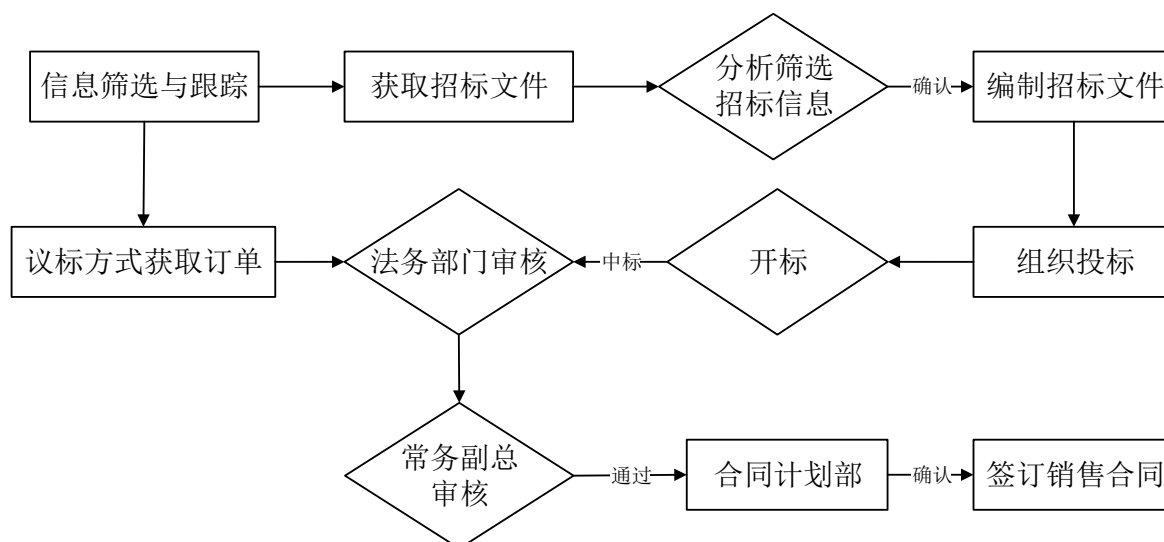 信息筛选与跟踪
获取招标文件
分析筛选
招标信息
确认
编制招标文件
议标方式获取订单
法务部门审核
中标
开标
组织投标
常务副总
审核
通过
合同计划部
确认
签订销售合同